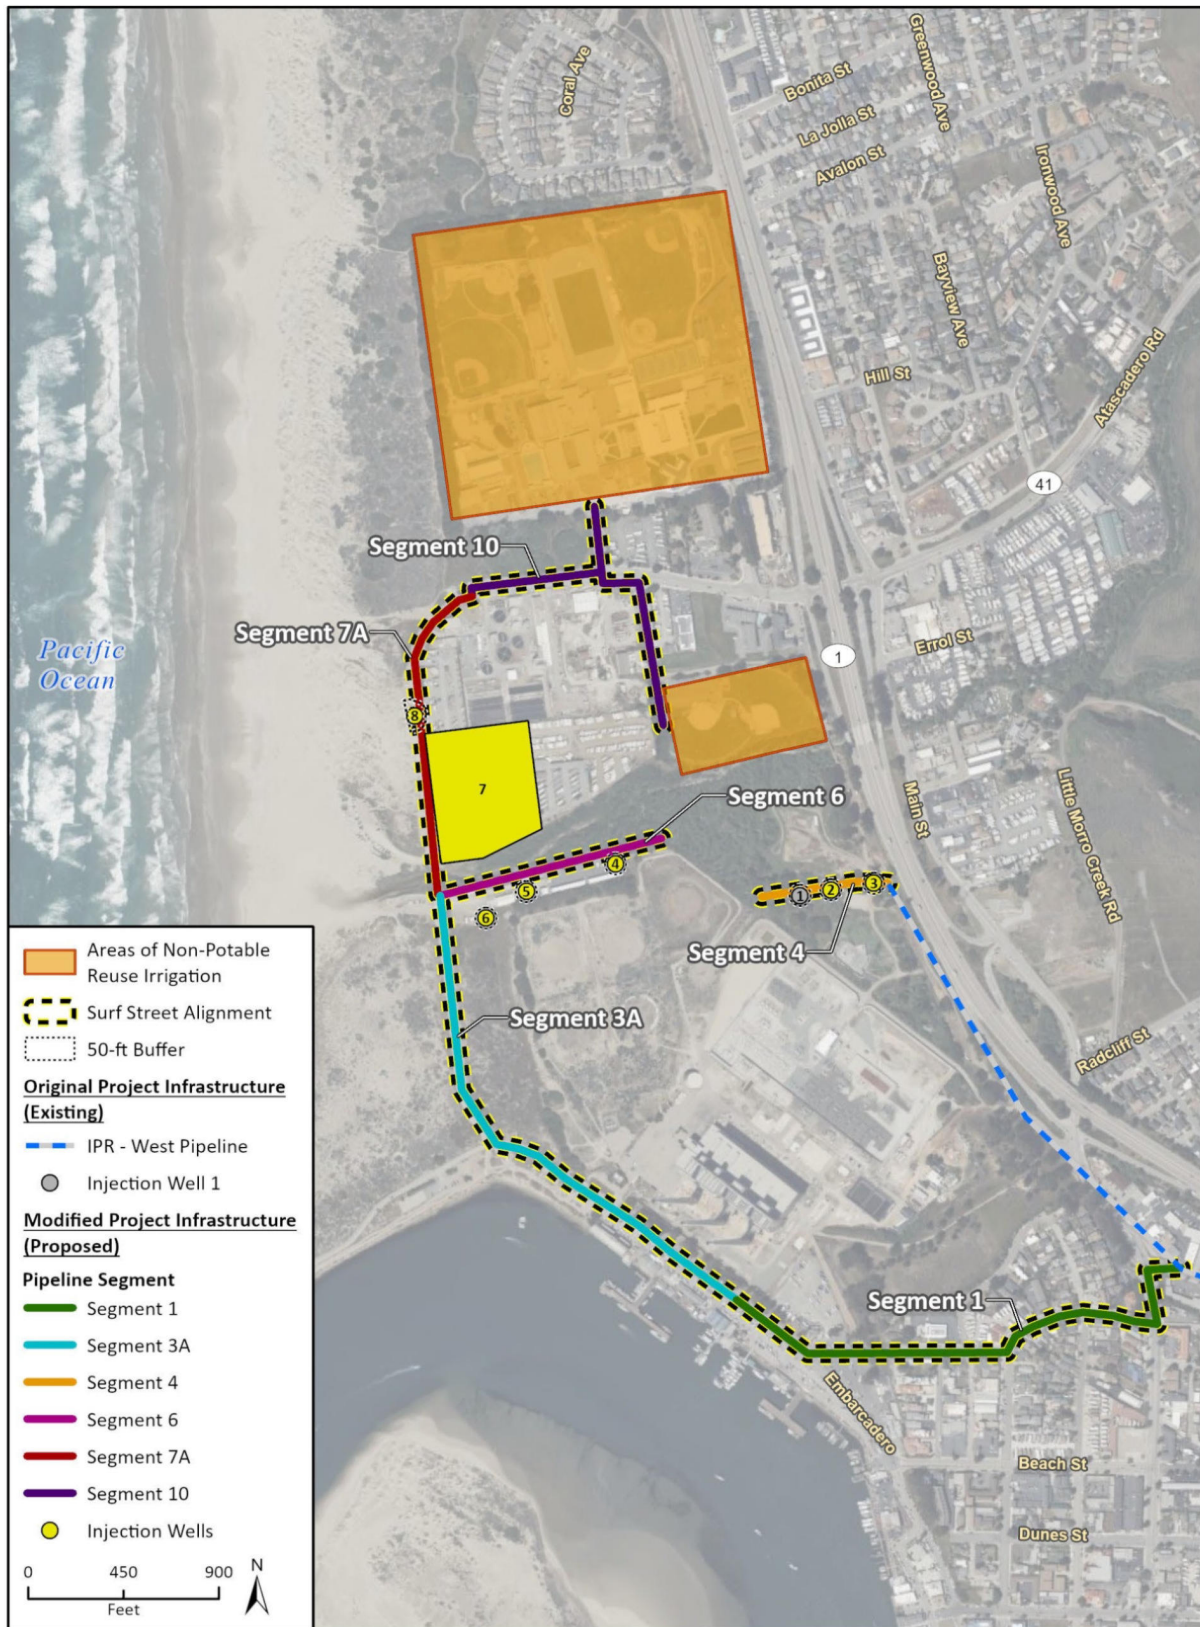 Coral Ave
Bonita St
Greenwood Ave
La Jolla St
Avalon St
Ironwood Ave
Bayview Ave
Hill St
Atascadero Rd
41
Segment 10
Segment 7A
Errol St
1
Pacific
Ocean
8
7
Segment 6
Main St
Little Morro Creek Rd
4
5
6
1
2
3
Segment 4
Segment 3A
Radcliff St
Segment 1
Embarcadero
Beach St
Dunes St
Areas of Non-Potable
Reuse Irrigation
Surf Street Alignment
50-ft Buffer
Original Project Infrastructure
(Existing)
IPR - West Pipeline
Injection Well 1
Modified Project Infrastructure
(Proposed)
Pipeline Segment
Segment 1
Segment 3A
Segment 4
Segment 6
Segment 7A
Segment 10
Injection Wells
0 450 900
Feet
N